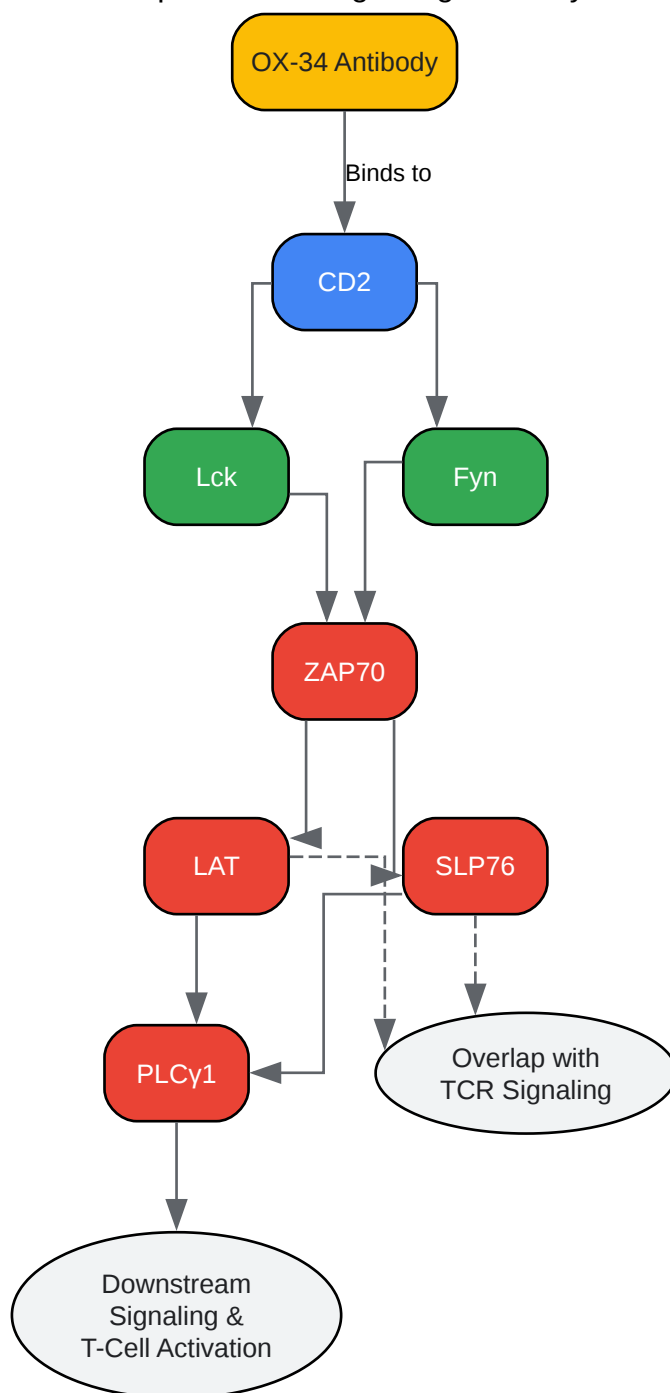 OX-34 Antibody
Binds to
CD2
Lck
Fyn
ZAP70
LAT
SLP76
PLCγ1
Overlap with
TCR Signaling
Downstream
Signaling &
T-Cell Activation